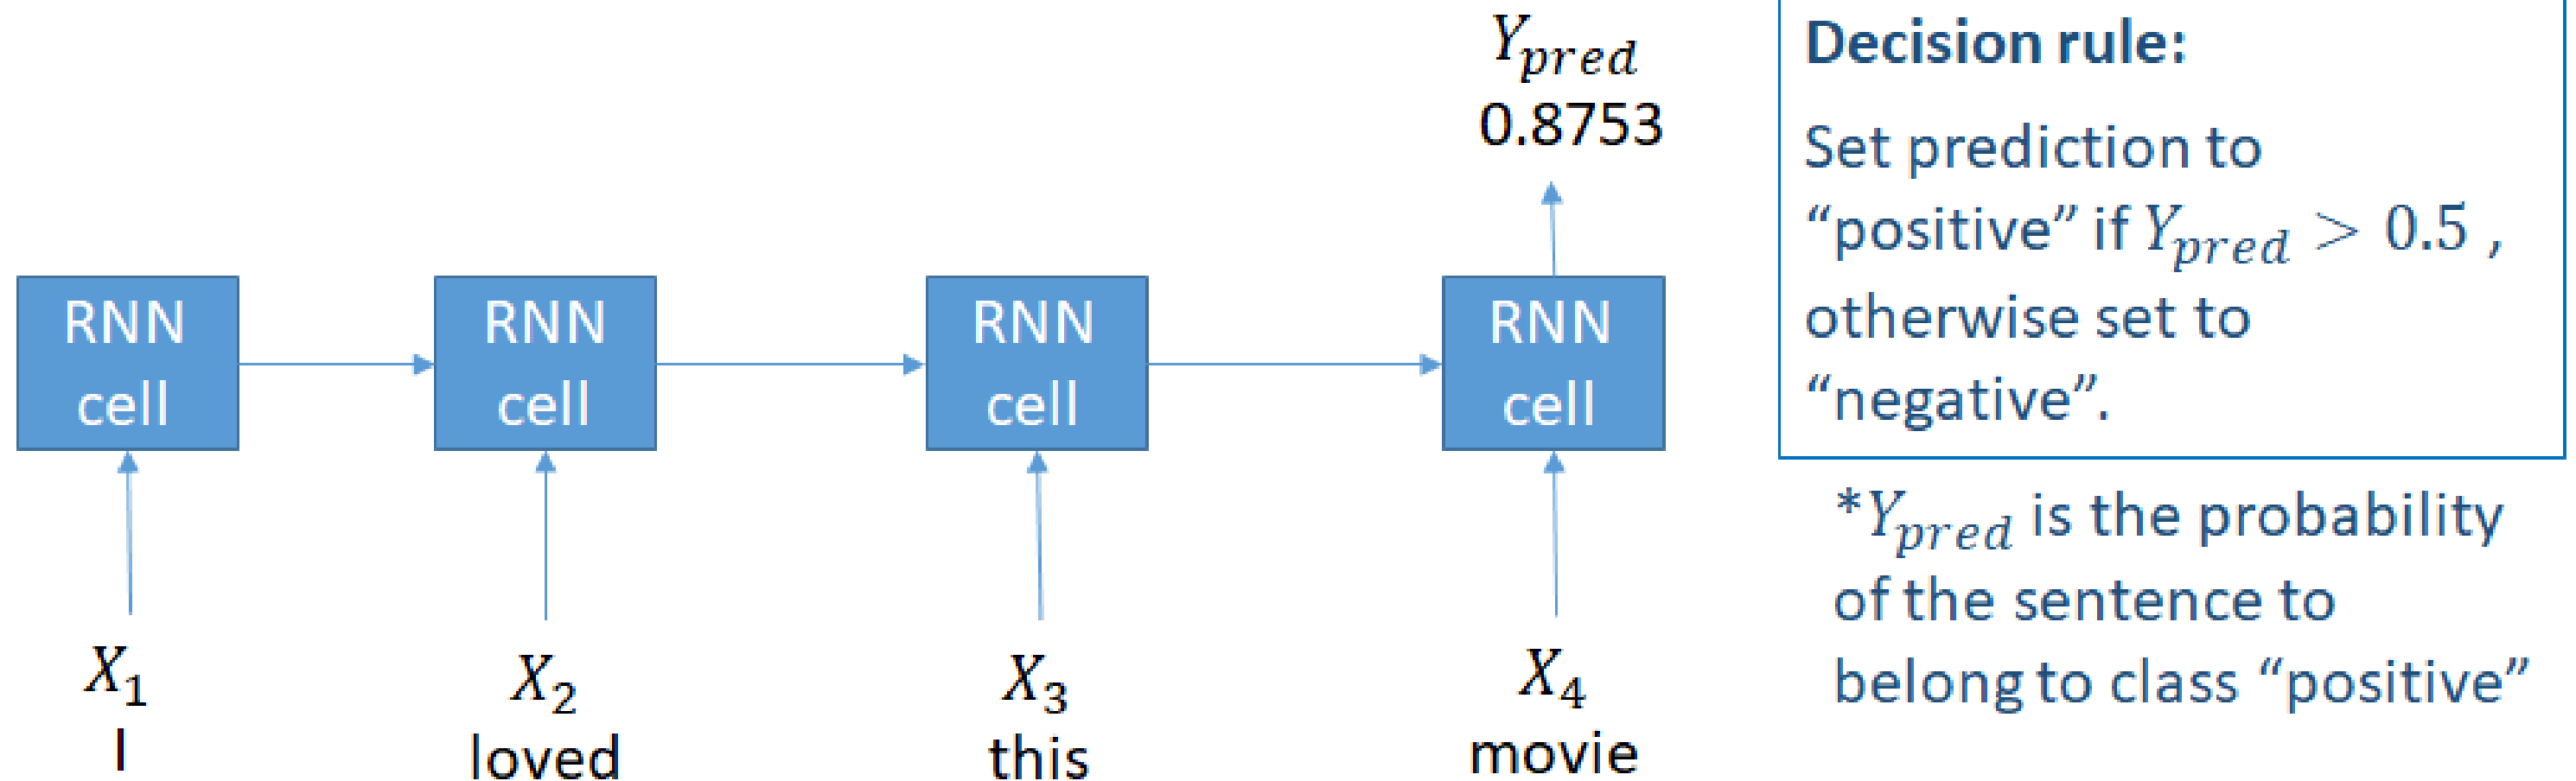 Y_pred
0.8753
RNN
cell
RNN
cell
RNN
cell
RNN
cell
X_1
I
X_2
loved
X_3
this
X_4
movie
Decision rule:
Set prediction to
“positive” if Y_pred > 0.5 ,
otherwise set to
“negative”.
*Y_pred is the probability
of the sentence to
belong to class “positive”